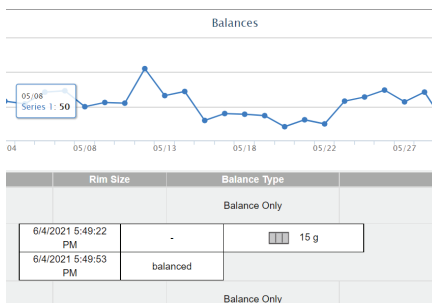 Balances
05/08
Series 1: 50
04 05/08 05/13 05/18 05/22 05/27
Rim Size Balance Type
Balance Only
6/4/2021 5:49:22 PM - 15 g
6/4/2021 5:49:53 PM balanced
Balance Only